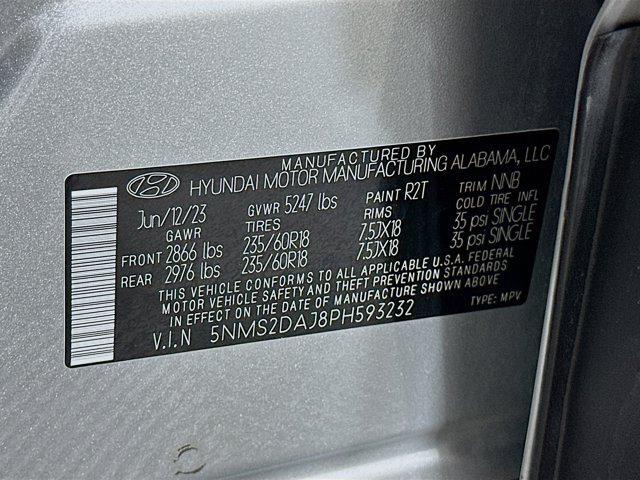 MANUFACTURED BY
HYUNDAI MOTOR MANUFACTURING ALABAMA, LLC
Jun/12/23 GVWR 5247 lbs PAINT R2T TRIM NNB
GAWR TIRES RIMS COLD TIRE INFL
FRONT 2866 lbs 235/60R18 7.5JX18 35 psi SINGLE
REAR 2976 lbs 235/60R18 7.5JX18 35 psi SINGLE
THIS VEHICLE CONFORMS TO ALL APPLICABLE U.S.A. FEDERAL
MOTOR VEHICLE SAFETY AND THEFT PREVENTION STANDARDS
IN EFFECT ON THE DATE OF MANUFACTURE SHOWN ABOVE
V.I.N 5NMS2DAJ8PH593232 TYPE: MPV